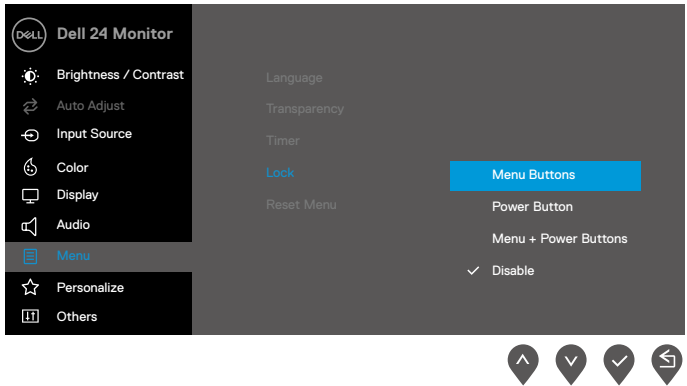 DELL Dell 24 Monitor
Brightness / Contrast
Auto Adjust
Input Source
Color
Display
Audio
Menu
Personalize
Others
Language
Transparency
Timer
Lock
Reset Menu
Menu Buttons
Power Button
Menu + Power Buttons
Disable